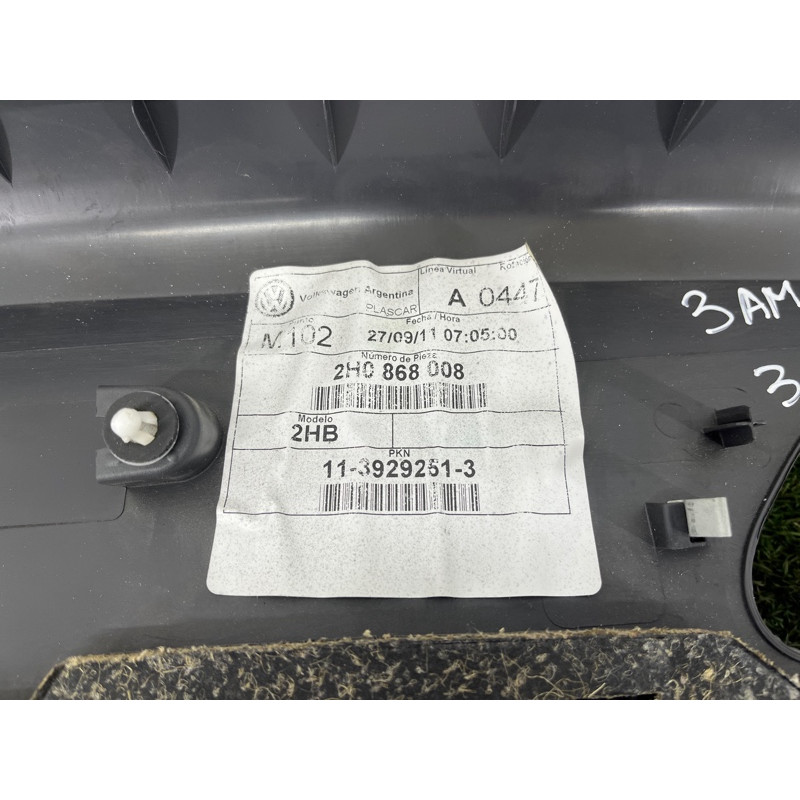 Volkswagen Argentina
PLASCAR
Linea Virtual
A 0447
M102
Fecha / Hora
27/09/11 07:05:00
Número de Pieza
2H0 868 008
Modelo
2HB
PKN
11-3929251-3
3AM
3